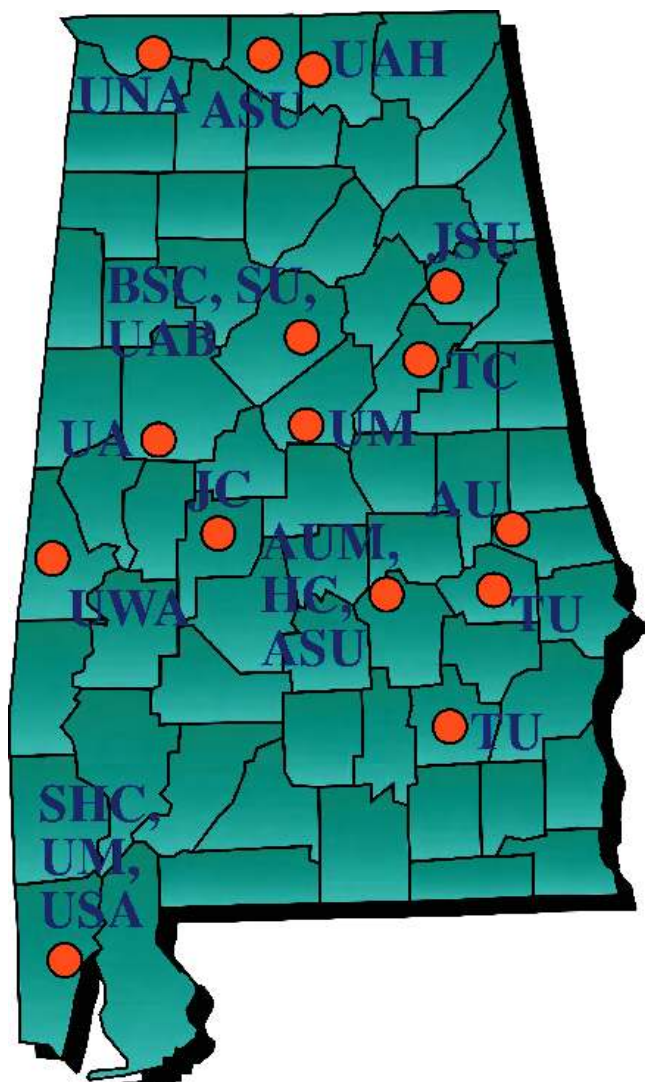 UAH
UNA
ASU
JSU
BSC, SU,
UAB
TC
UA
UM
JC
AU
AUM,
HC,
ASU
UWA
TU
TU
SHC,
UM,
USA